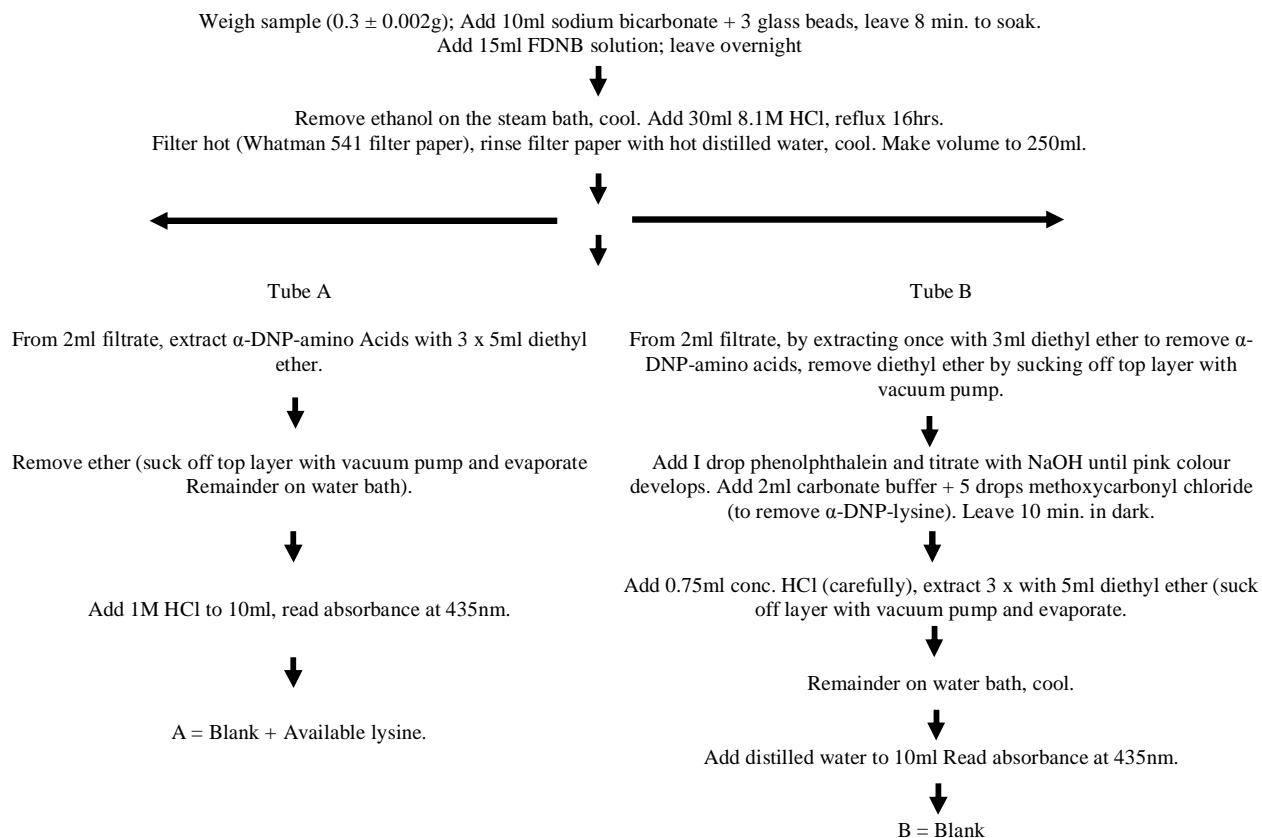 Weigh sample (0.3 ± 0.002g); Add 10ml sodium bicarbonate + 3 glass beads, leave 8 min. to soak.
Add 15ml FDNB solution; leave overnight
Remove ethanol on the steam bath, cool. Add 30ml 8.1M HCl, reflux 16hrs.
Filter hot (Whatman 541 filter paper), rinse filter paper with hot distilled water, cool. Make volume to 250ml.
Tube A
From 2ml filtrate, extract α-DNP-amino Acids with 3 x 5ml diethyl
ether.
Remove ether (suck off top layer with vacuum pump and evaporate
Remainder on water bath).
Add 1M HCl to 10ml, read absorbance at 435nm.
A = Blank + Available lysine.
Tube B
From 2ml filtrate, by extracting once with 3ml diethyl ether to remove α-
DNP-amino acids, remove diethyl ether by sucking off top layer with
vacuum pump.
Add I drop phenolphthalein and titrate with NaOH until pink colour
develops. Add 2ml carbonate buffer + 5 drops methoxycarbonyl chloride
(to remove α-DNP-lysine). Leave 10 min. in dark.
Add 0.75ml conc. HCl (carefully), extract 3 x with 5ml diethyl ether (suck
off layer with vacuum pump and evaporate.
Remainder on water bath, cool.
Add distilled water to 10ml Read absorbance at 435nm.
B = Blank